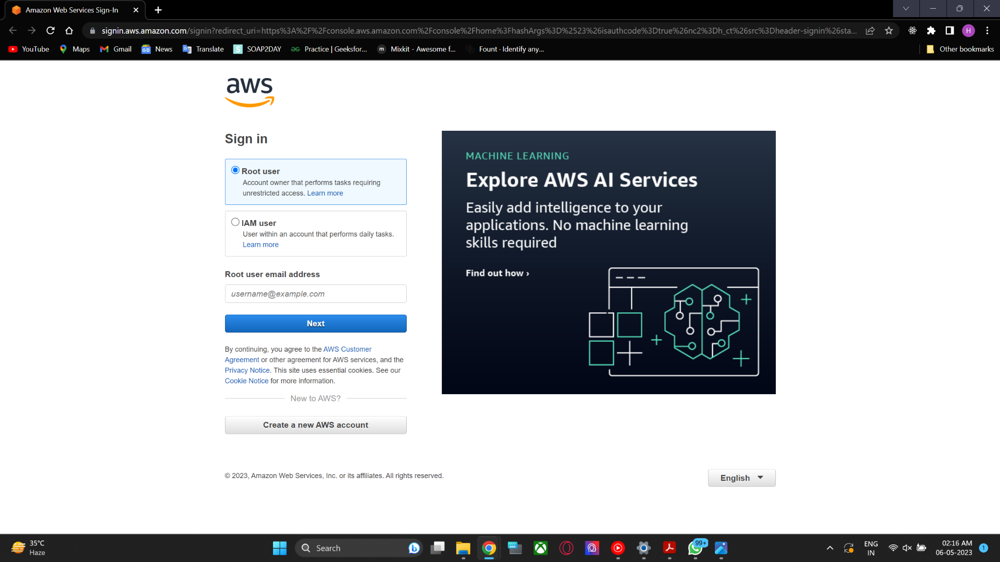 Amazon Web Services Sign-In
signin.aws.amazon.com/signin?redirect_uri=https%3A%2F%2Fconsole.aws.amazon.com%2Fconsole%2Fhome%3FhashArgs%3D%2523%26isauthcode%3Dtrue%26nc2%3Dh_ct%26src%3Dheader-signin%26sta...
H
YouTube Maps Gmail News Translate SOAP2DAY Practice | Geeksfor... Mixkit - Awesome f... Fount · Identify any... Other bookmarks
aws
Sign in
Root user
Account owner that performs tasks requiring
unrestricted access. Learn more
IAM user
User within an account that performs daily tasks.
Learn more
Root user email address
username@example.com
Next
By continuing, you agree to the AWS Customer
Agreement or other agreement for AWS services, and the
Privacy Notice. This site uses essential cookies. See our
Cookie Notice for more information.
New to AWS?
Create a new AWS account
MACHINE LEARNING
Explore AWS AI Services
Easily add intelligence to your
applications. No machine learning
skills required
Find out how ›
© 2023, Amazon Web Services, Inc. or its affiliates. All rights reserved.
English
35°C
Haze
Search
99+
ENG
IN
02:16 AM
06-05-2023
1